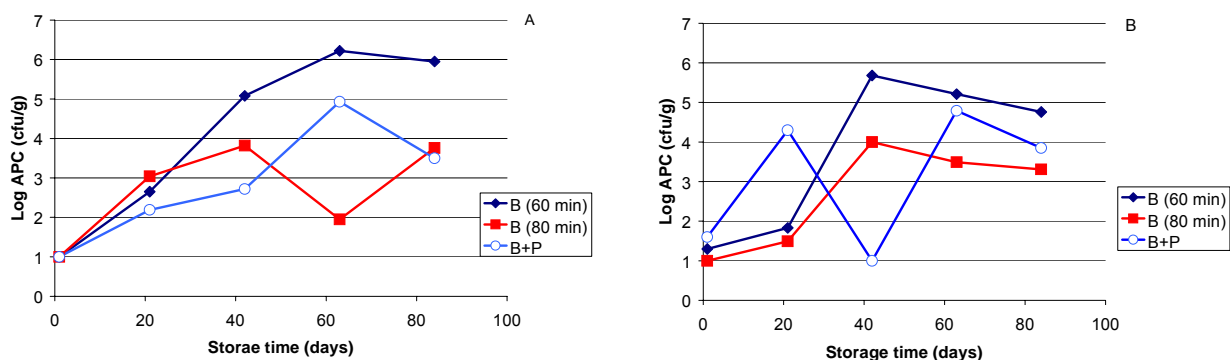 A
Log APC (cfu/g)
7
6
5
4
3
2
1
0
0 20 40 60 80 100
Storae time (days)
B (60 min)
B (80 min)
B+P
B
Log APC (cfu/g)
7
6
5
4
3
2
1
0
0 20 40 60 80 100
Storage time (days)
B (60 min)
B (80 min)
B+P